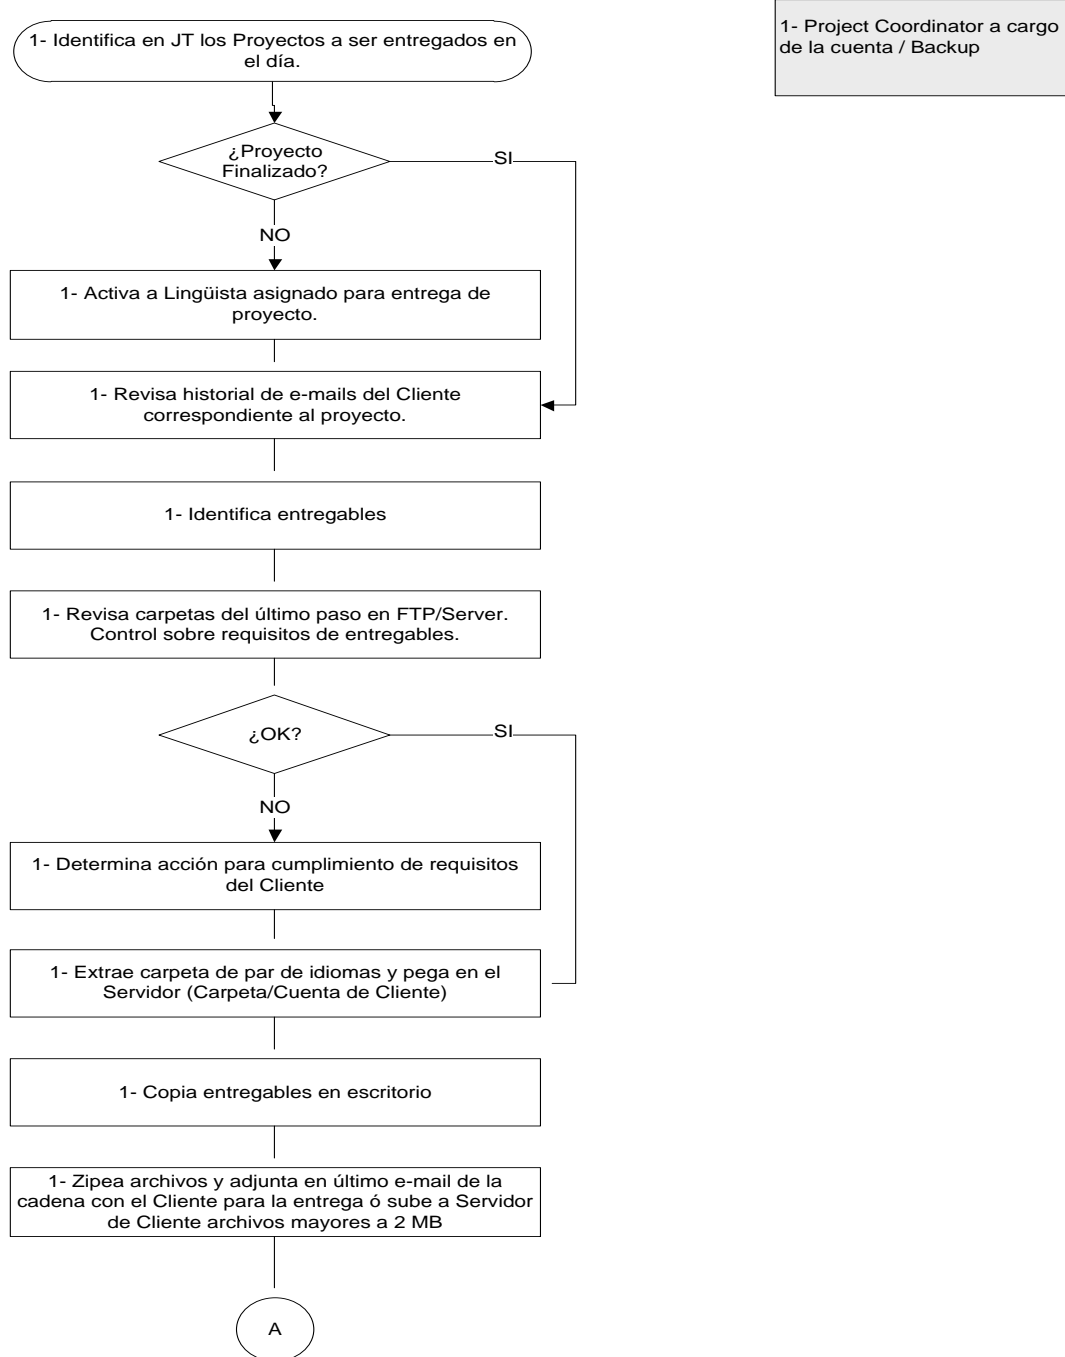 1- Identifica en JT los Proyectos a ser entregados en
el día.
1- Project Coordinator a cargo
de la cuenta / Backup
¿Proyecto
Finalizado?
SI
NO
1- Activa a Lingüista asignado para entrega de
proyecto.
1- Revisa historial de e-mails del Cliente
correspondiente al proyecto.
1- Identifica entregables
1- Revisa carpetas del último paso en FTP/Server.
Control sobre requisitos de entregables.
¿OK?
SI
NO
1- Determina acción para cumplimiento de requisitos
del Cliente
1- Extrae carpeta de par de idiomas y pega en el
Servidor (Carpeta/Cuenta de Cliente)
1- Copia entregables en escritorio
1- Zipea archivos y adjunta en último e-mail de la
cadena con el Cliente para la entrega ó sube a Servidor
de Cliente archivos mayores a 2 MB
A